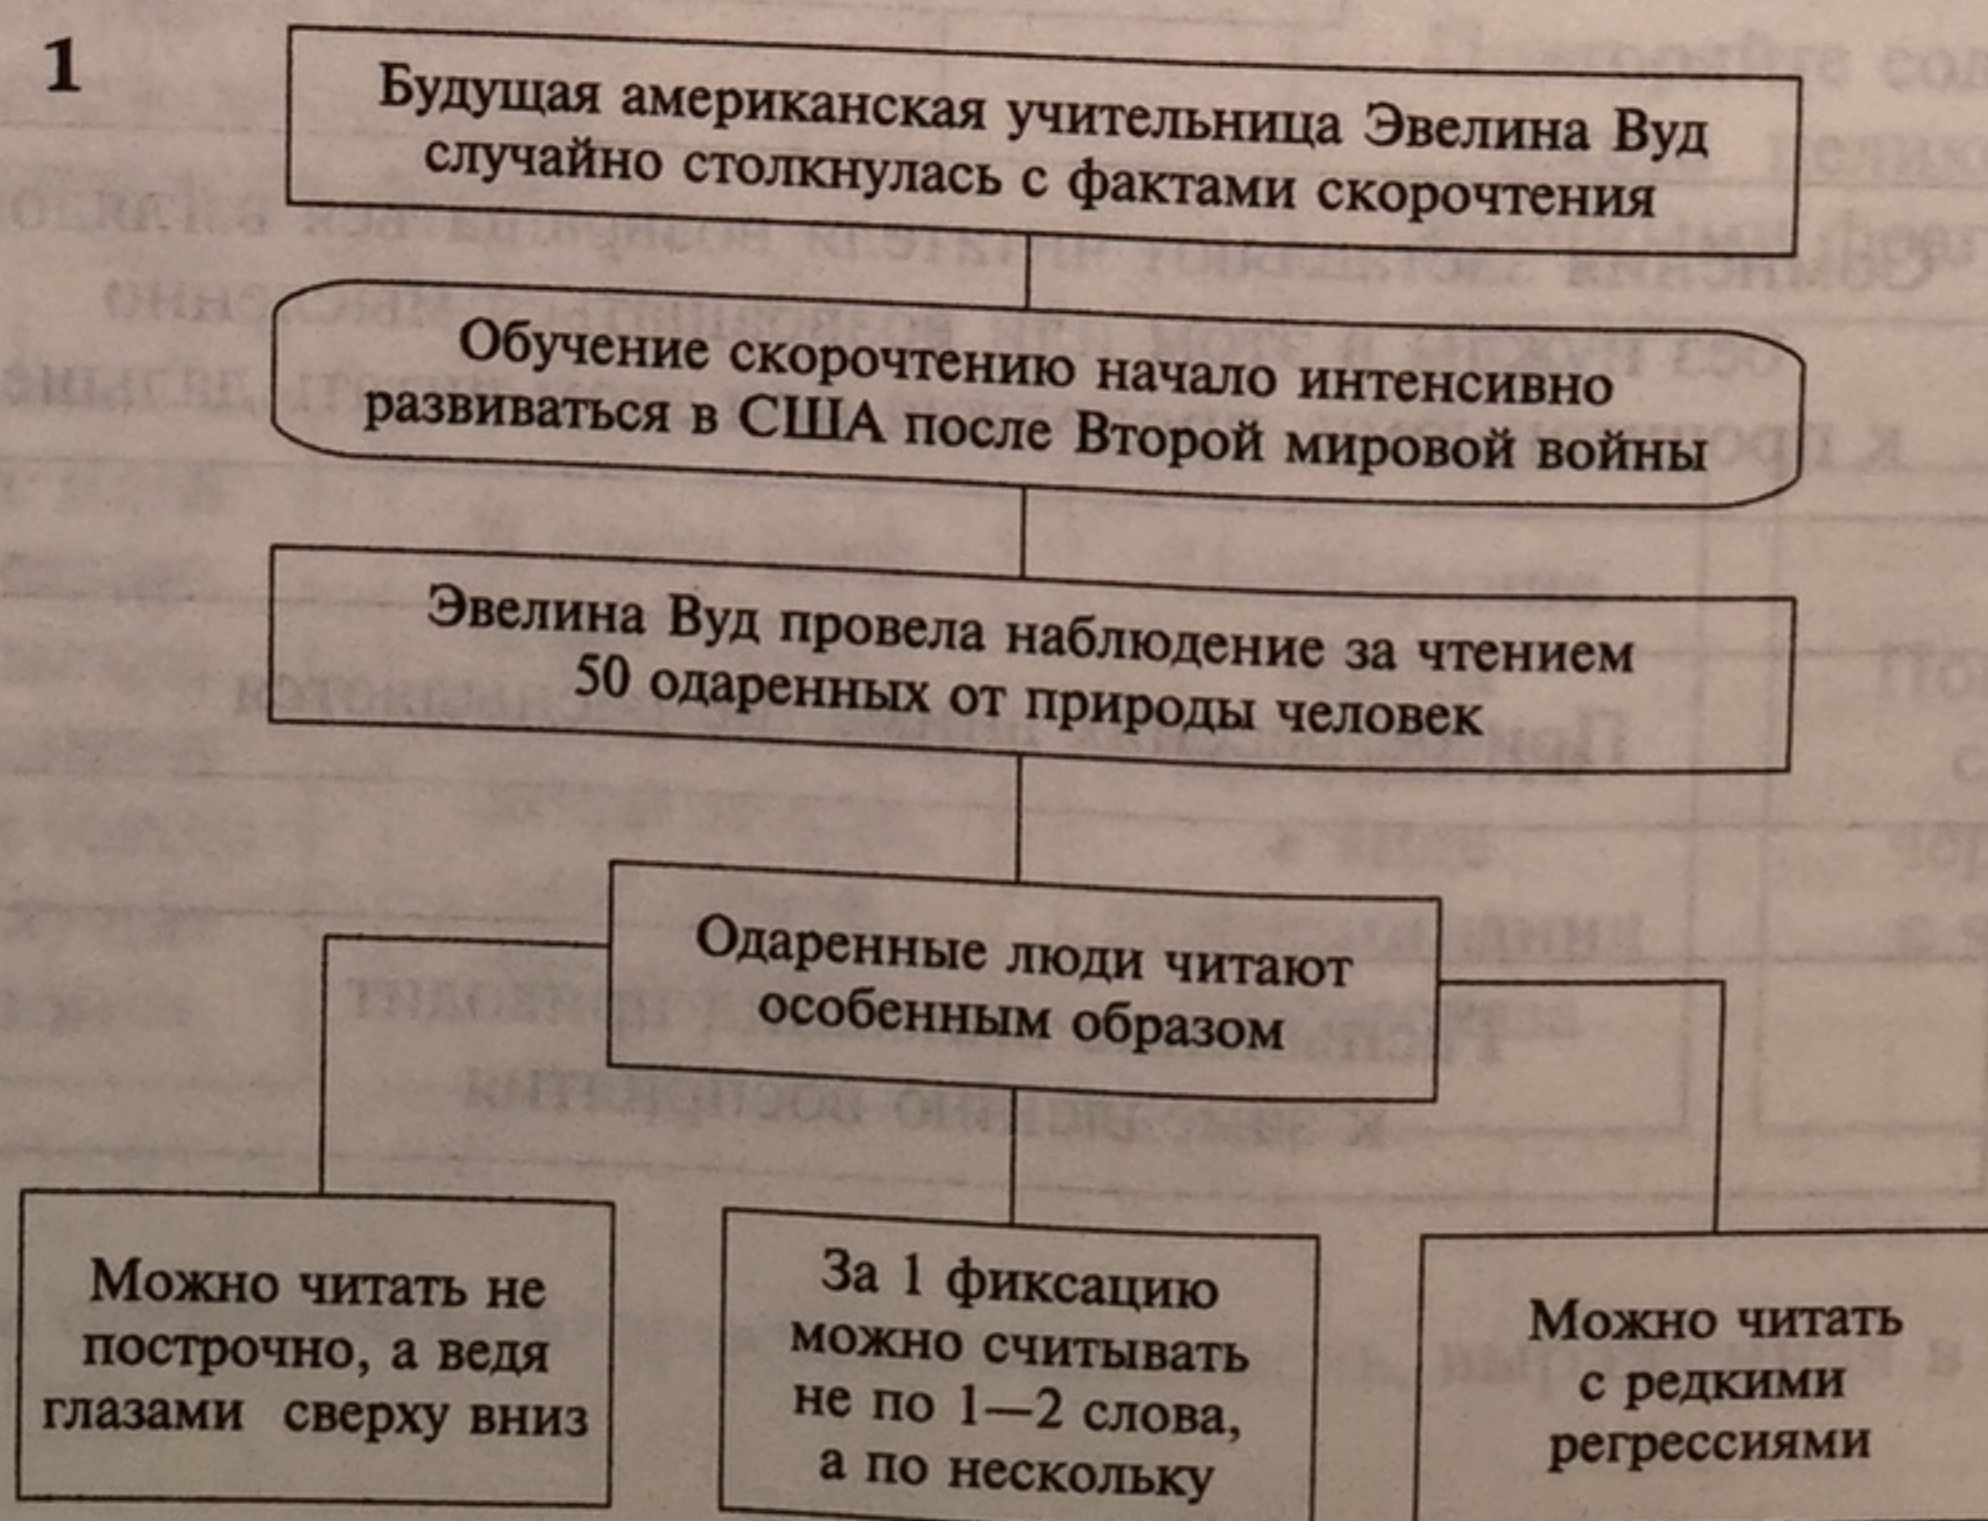 1
Будущая американская учительница Эвелина Вуд
случайно столкнулась с фактами скорочтения
Обучение скорочтению начало интенсивно
развиваться в США после Второй мировой войны
Эвелина Вуд провела наблюдение за чтением
50 одаренных от природы человек
Одаренные люди читают
особенным образом
Можно читать не
построчно, а ведя
глазами сверху вниз
За 1 фиксацию
можно считывать
не по 1—2 слова,
а по нескольку
Можно читать
с редкими
регрессиями